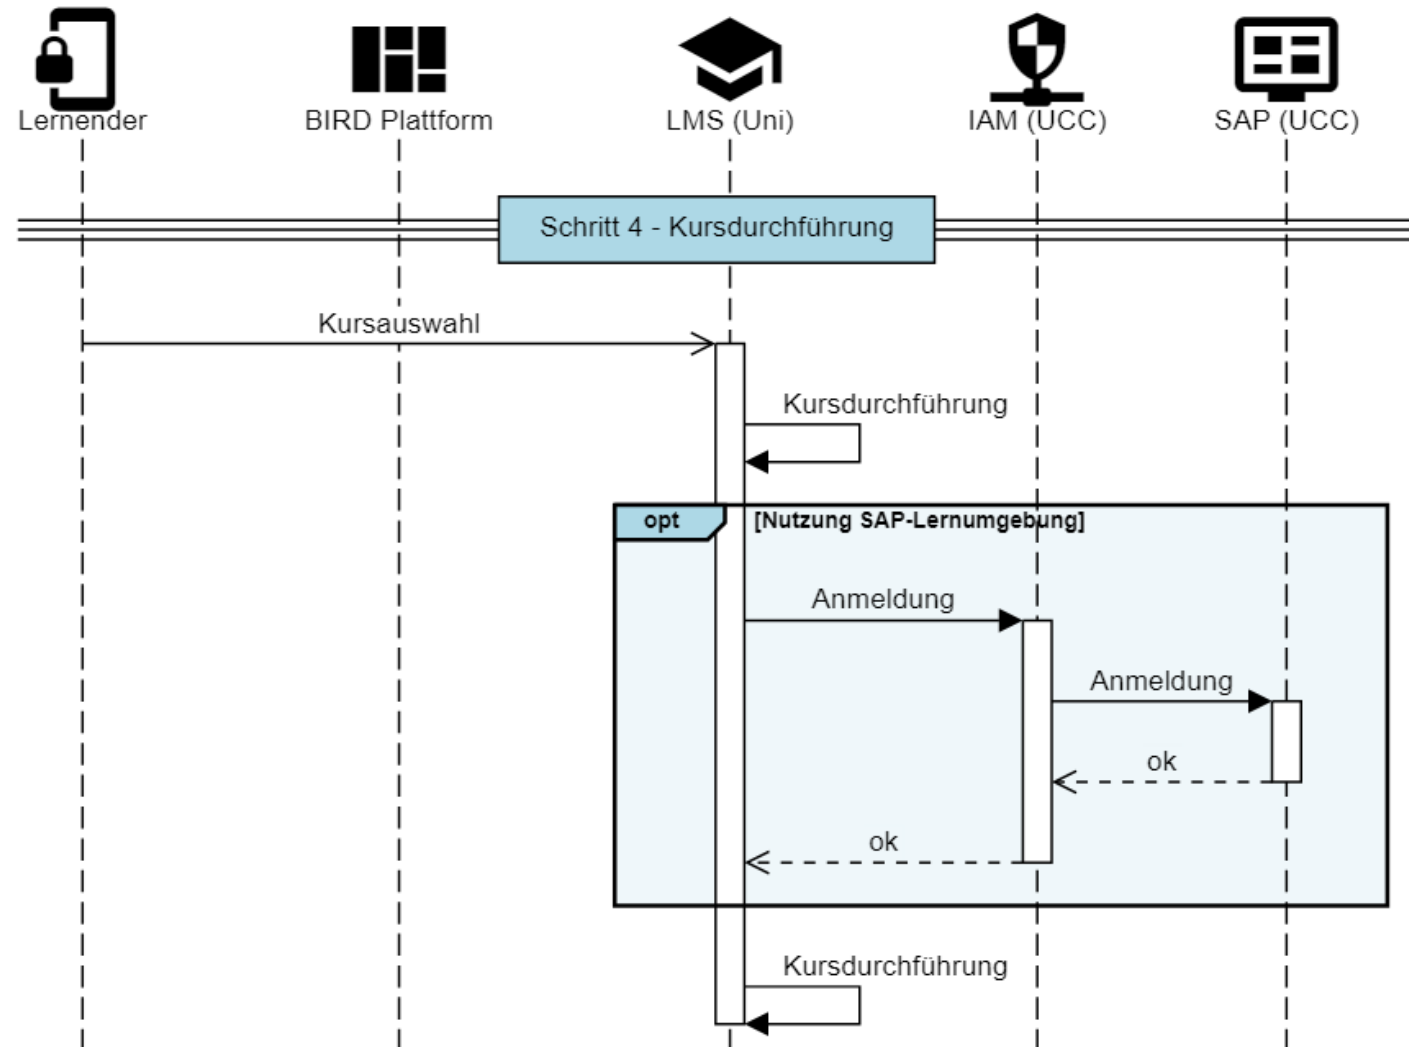 Lernender
BIRD Plattform
LMS (Uni)
IAM (UCC)
SAP (UCC)
Schritt 4 - Kursdurchführung
Kursauswahl
Kursdurchführung
opt
[Nutzung SAP-Lernumgebung]
Anmeldung
Anmeldung
ok
ok
Kursdurchführung